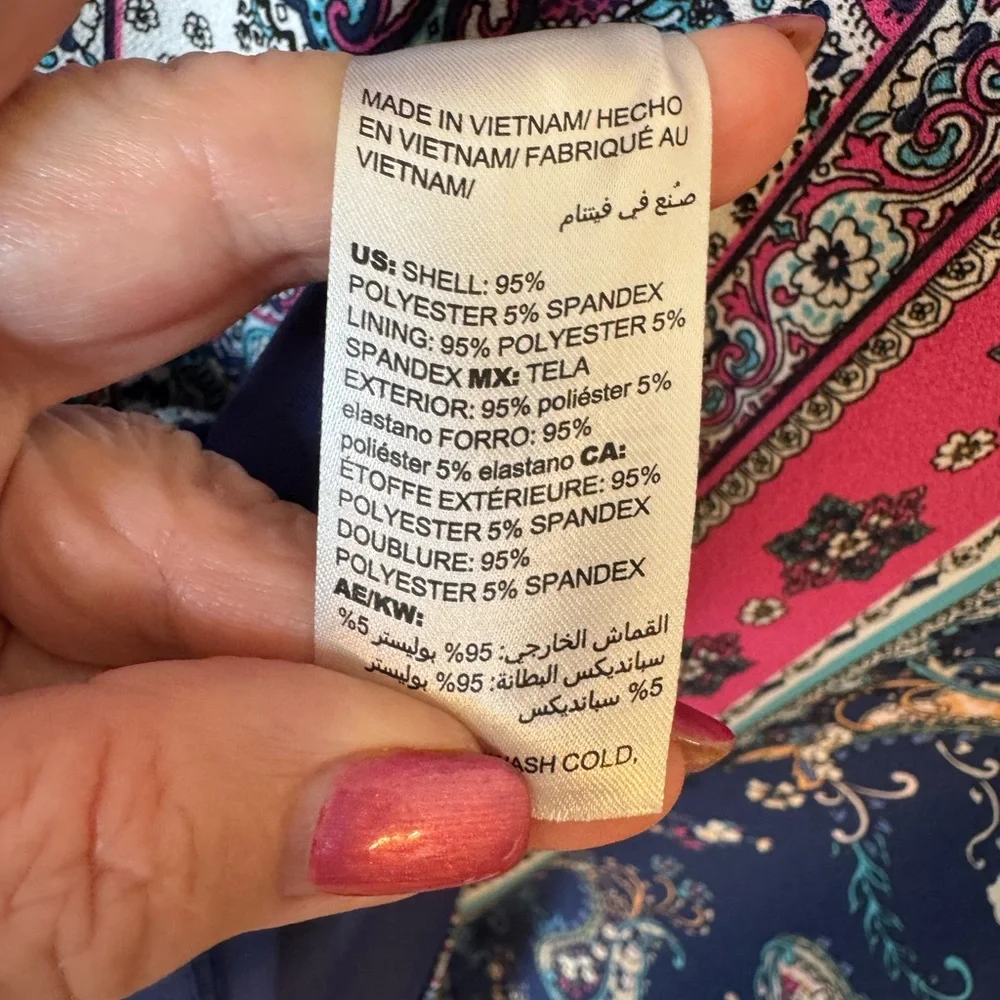 MADE IN VIETNAM/ HECHO
EN VIETNAM/ FABRIQUÉ AU
VIETNAM/
صُنع في فيتنام
US: SHELL: 95%
POLYESTER 5% SPANDEX
LINING: 95% POLYESTER 5%
SPANDEX MX: TELA
EXTERIOR: 95% poliéster 5%
elastano FORRO: 95%
poliéster 5% elastano CA:
ÉTOFFE EXTÉRIEURE: 95%
POLYESTER 5% SPANDEX
DOUBLURE: 95%
POLYESTER 5% SPANDEX
AE/KW:
القماش الخارجي: 95% بوليستر 5%
سبانديكس البطانة: 95% بوليستر
5% سبانديكس
COLD,